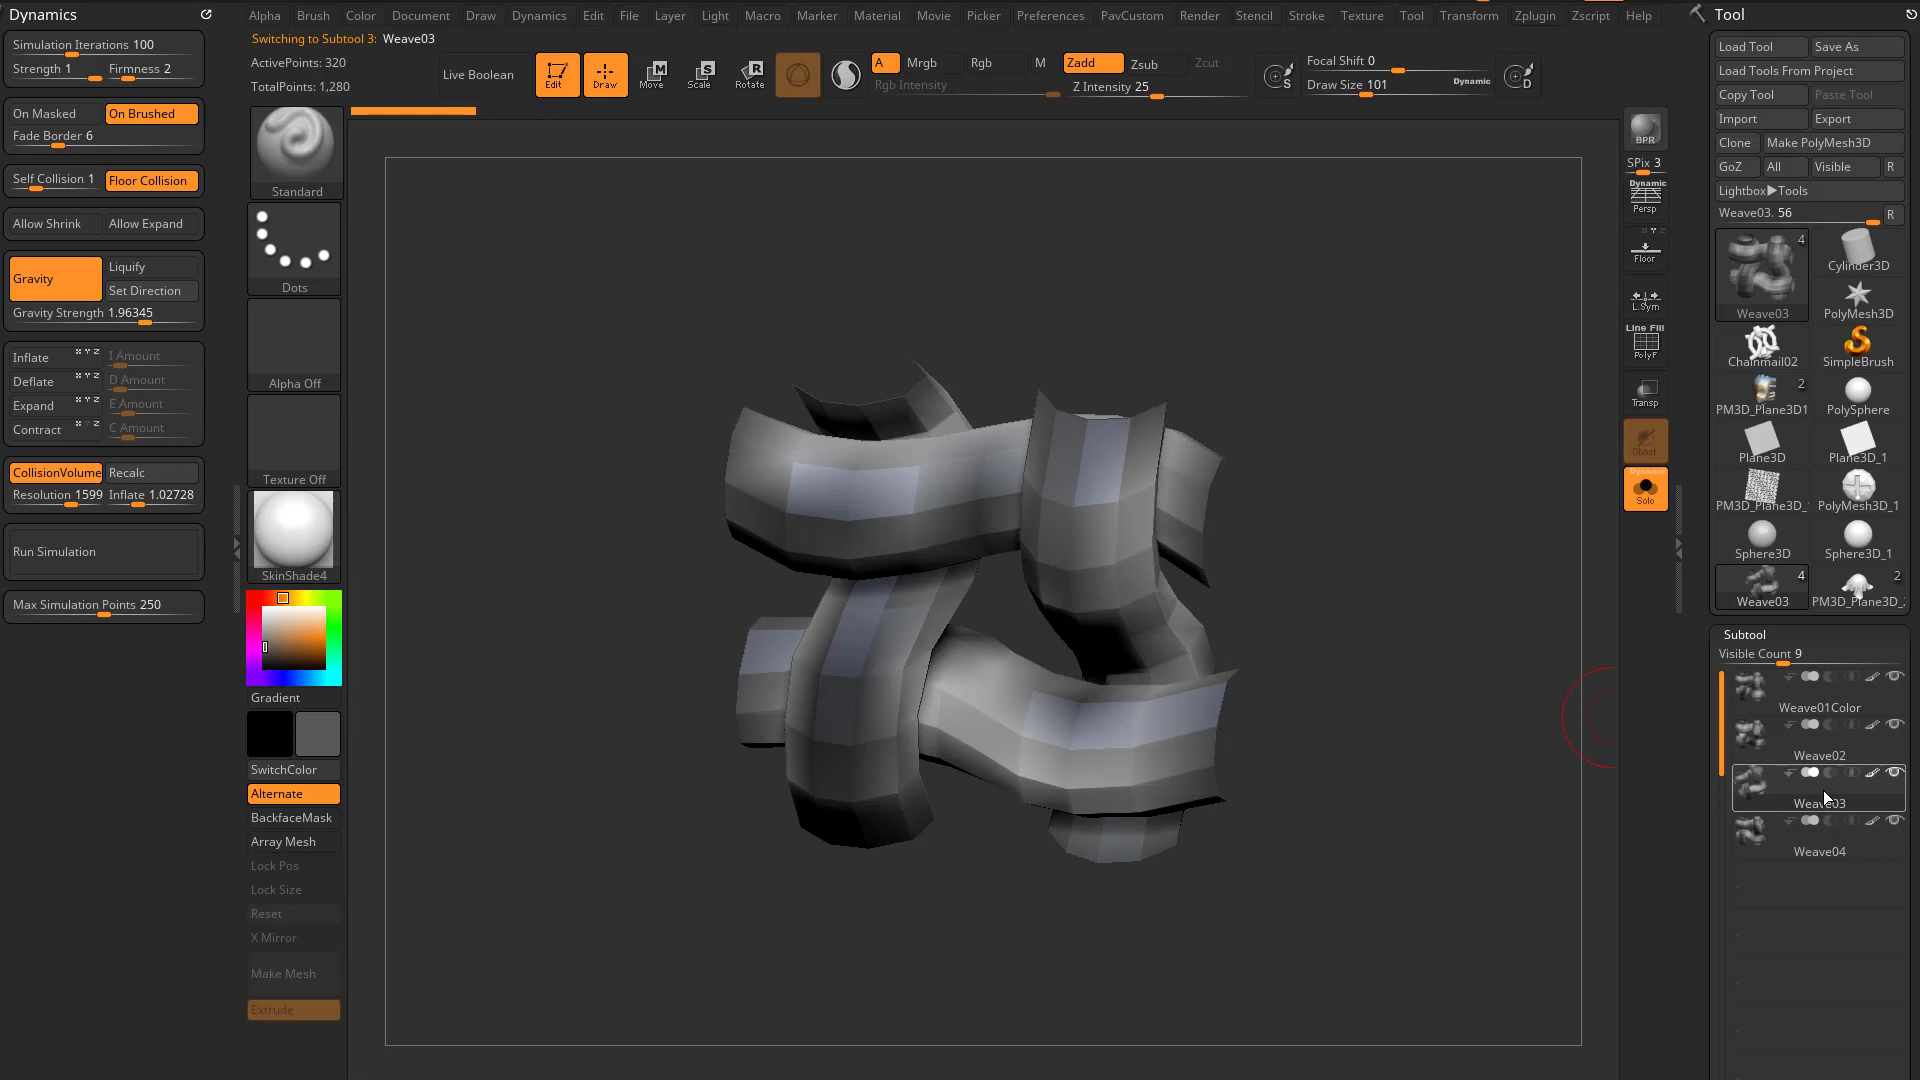 Dynamics
Alpha Brush Color Document Draw Dynamics Edit File Layer Light Macro Marker Material Movie Picker Preferences PavCustom Render Stencil Stroke Texture Tool Transform Zplugin Zscript Help
Tool
Simulation Iterations 100
Strength 1 Firmness 2
On Masked On Brushed
Fade Border 6
Self Collision 1 Floor Collision
Allow Shrink Allow Expand
Gravity Liquify
Set Direction
Gravity Strength 1.96345
Inflate X Y Z I Amount
Deflate X Y Z D Amount
Expand X Y Z E Amount
Contract X Y Z C Amount
CollisionVolume Recalc
Resolution 1599 Inflate 1.02728
Run Simulation
Max Simulation Points 250
Switching to Subtool 3: Weave03
ActivePoints: 320
TotalPoints: 1,280
Live Boolean
Edit Draw Move Scale Rotate
A Mrgb Rgb M Zadd Zsub Zcut
Rgb Intensity Z Intensity 25
Focal Shift 0
Draw Size 101 Dynamic
S
D
Standard
Dots
Alpha Off
Texture Off
SkinShade4
Gradient
SwitchColor
Alternate
BackfaceMask
Array Mesh
Lock Pos
Lock Size
Reset
X Mirror
Make Mesh
Extrude
BPR
SPix 3
Dynamic
Persp
Floor
L.Sym
Line Fill
PolyF
Transp
Ghost
Dynamic
Solo
Load Tool Save As
Load Tools From Project
Copy Tool Paste Tool
Import Export
Clone Make PolyMesh3D
GoZ All Visible R
Lightbox▶Tools
Weave03. 56 R
4
Weave03 Cylinder3D
PolyMesh3D
Chainmail02 SimpleBrush
2
PM3D_Plane3D1 PolySphere
Plane3D Plane3D_1
PM3D_Plane3D_ PolyMesh3D_1
Sphere3D Sphere3D_1
4 2
Weave03 PM3D_Plane3D_
Subtool
Visible Count 9
Weave01Color
Weave02
Weave03
Weave04